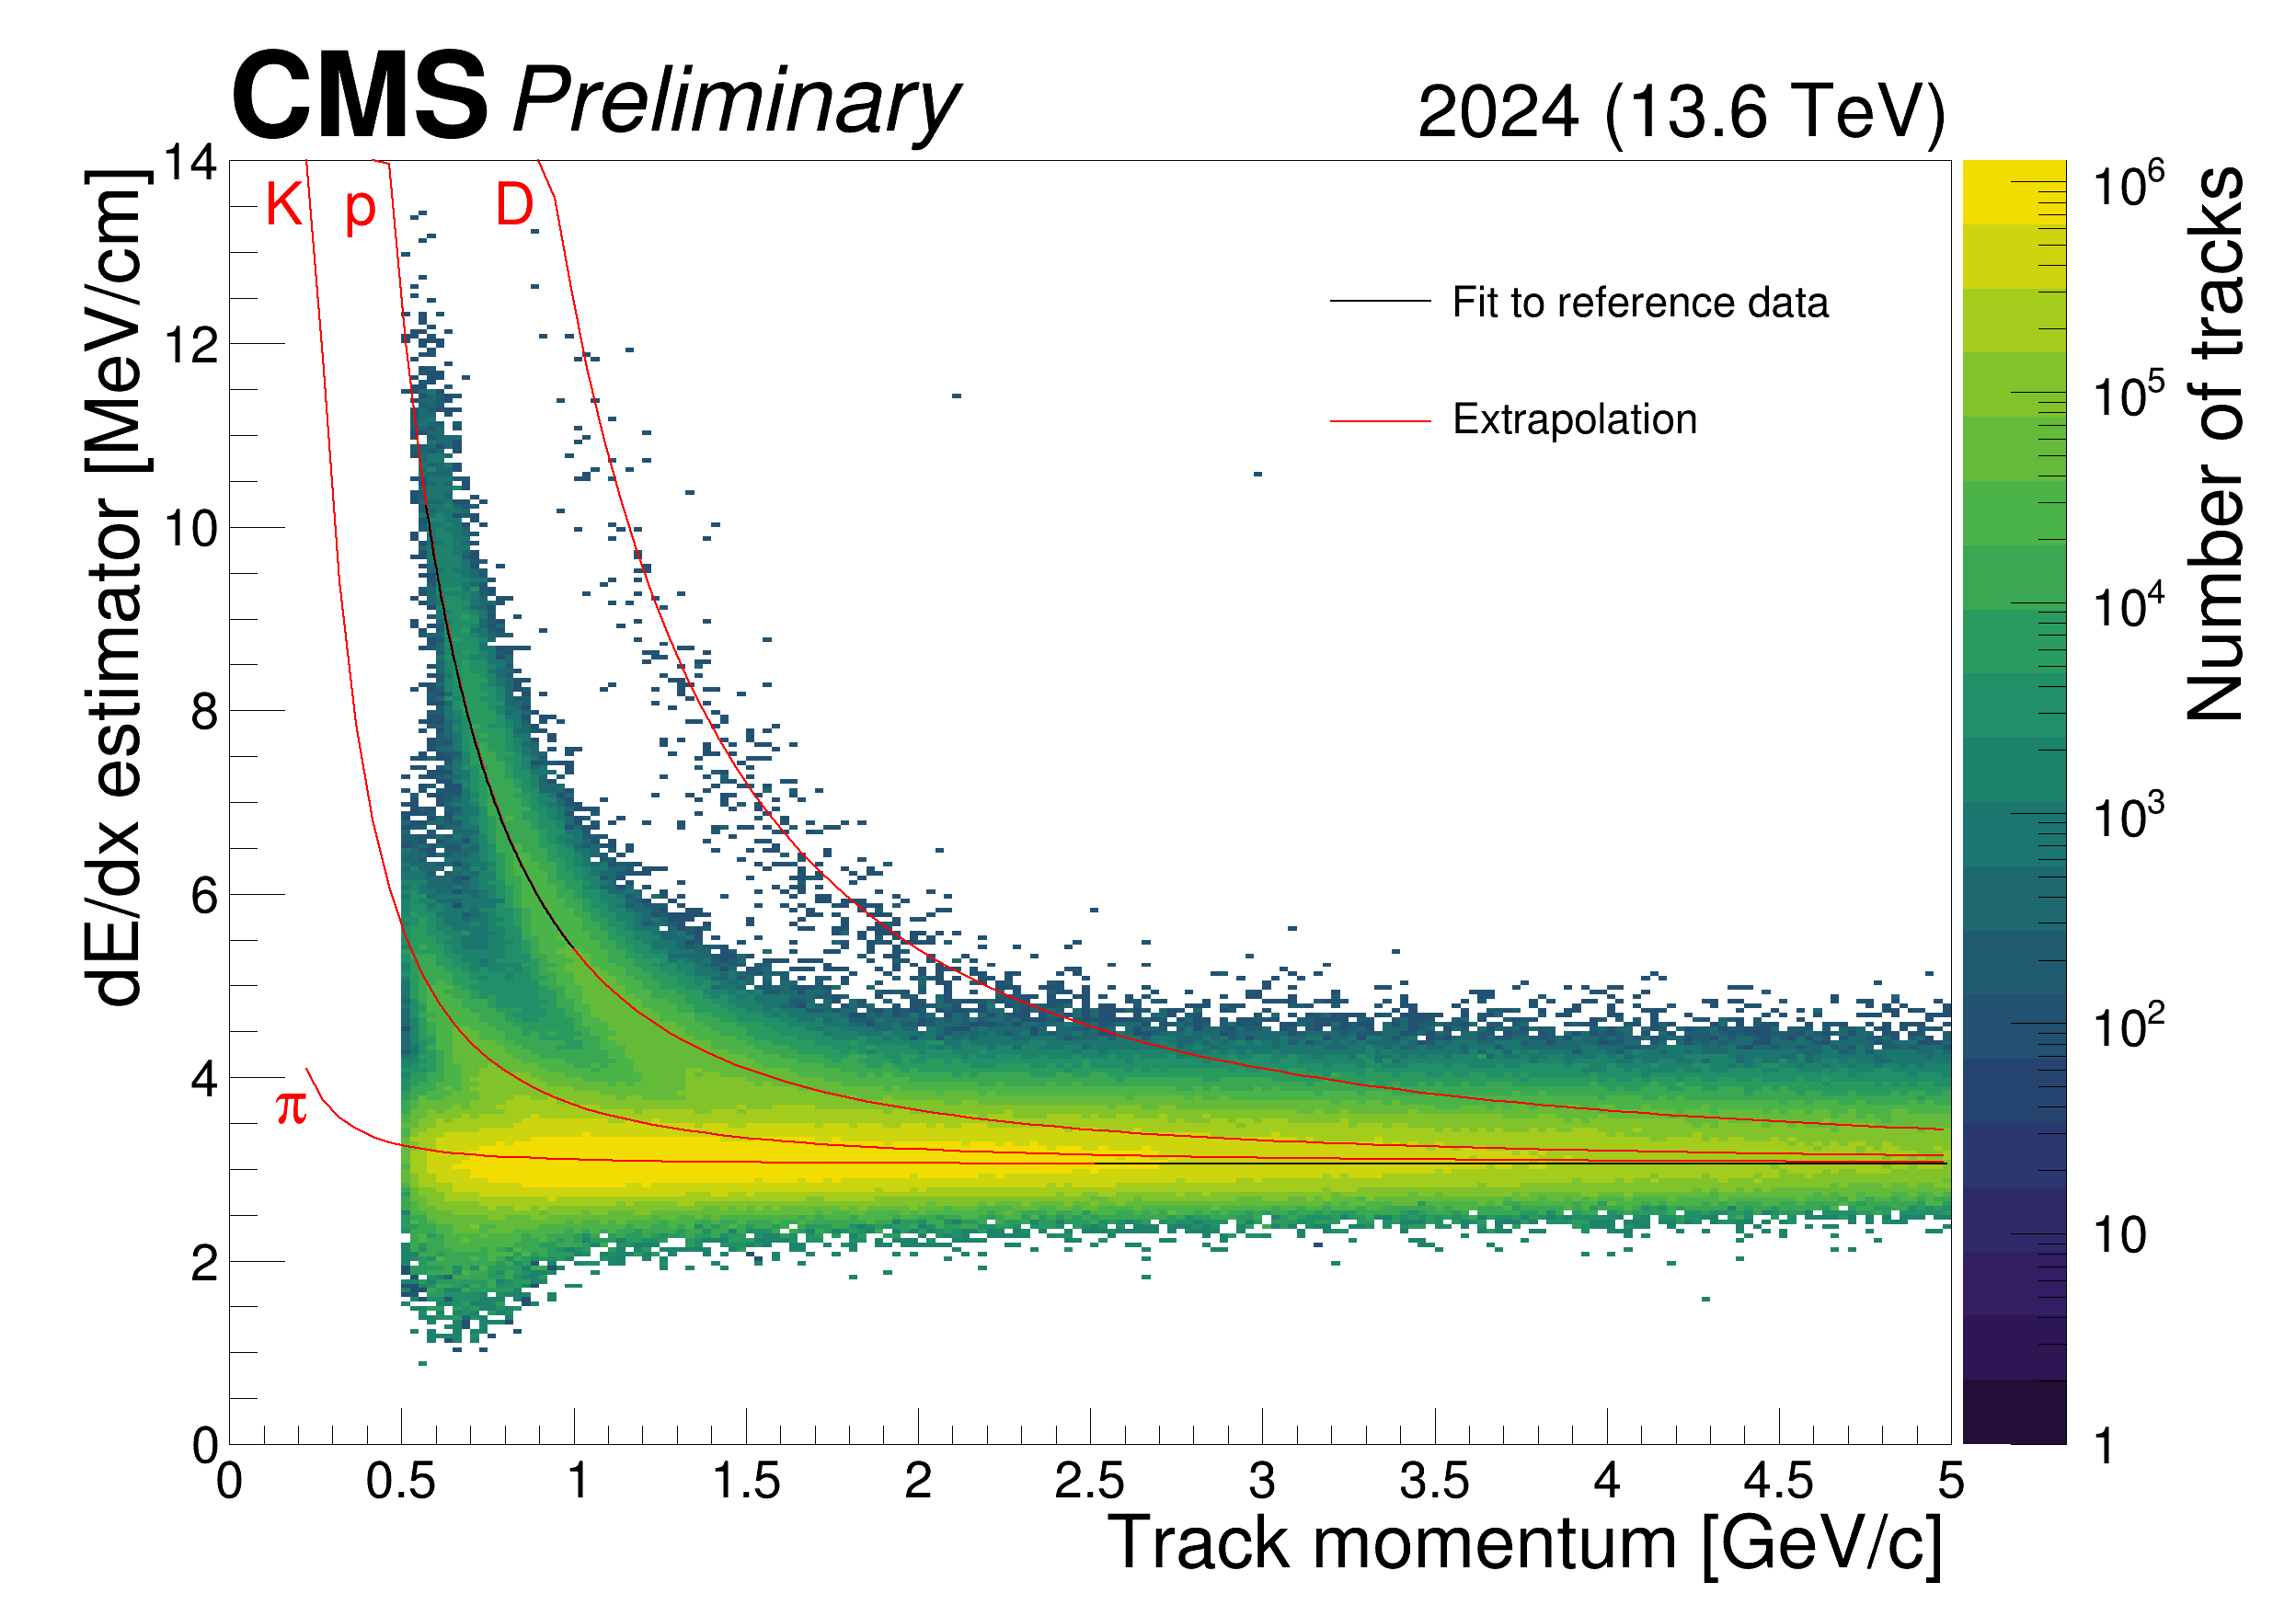 CMS Preliminary
2024 (13.6 TeV)
dE/dx estimator [MeV/cm]
14
12
10
8
6
4
2
0
K
p
D
π
Fit to reference data
Extrapolation
0
0.5
1
1.5
2
2.5
3
3.5
4
4.5
5
Track momentum [GeV/c]
10⁶
10⁵
10⁴
10³
10²
10
1
Number of tracks